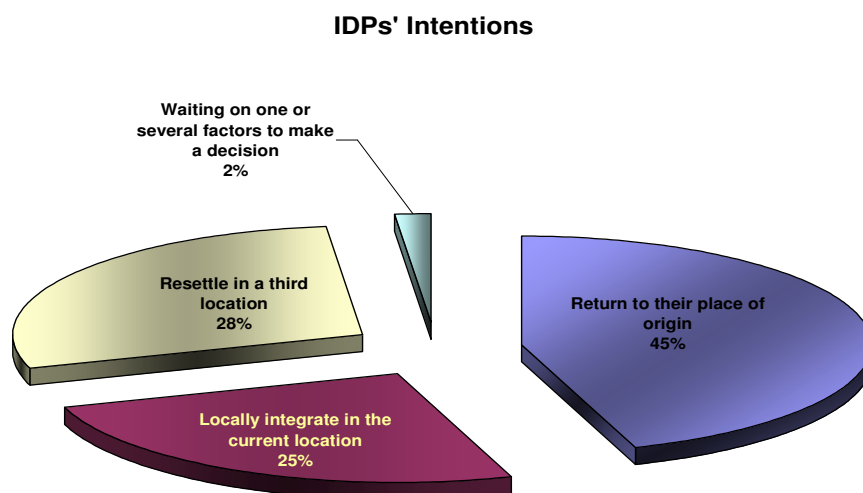 IDPs' Intentions
Waiting on one or
several factors to make
a decision
2%
Resettle in a third
location
28%
Return to their place of
origin
45%
Locally integrate in the
current location
25%